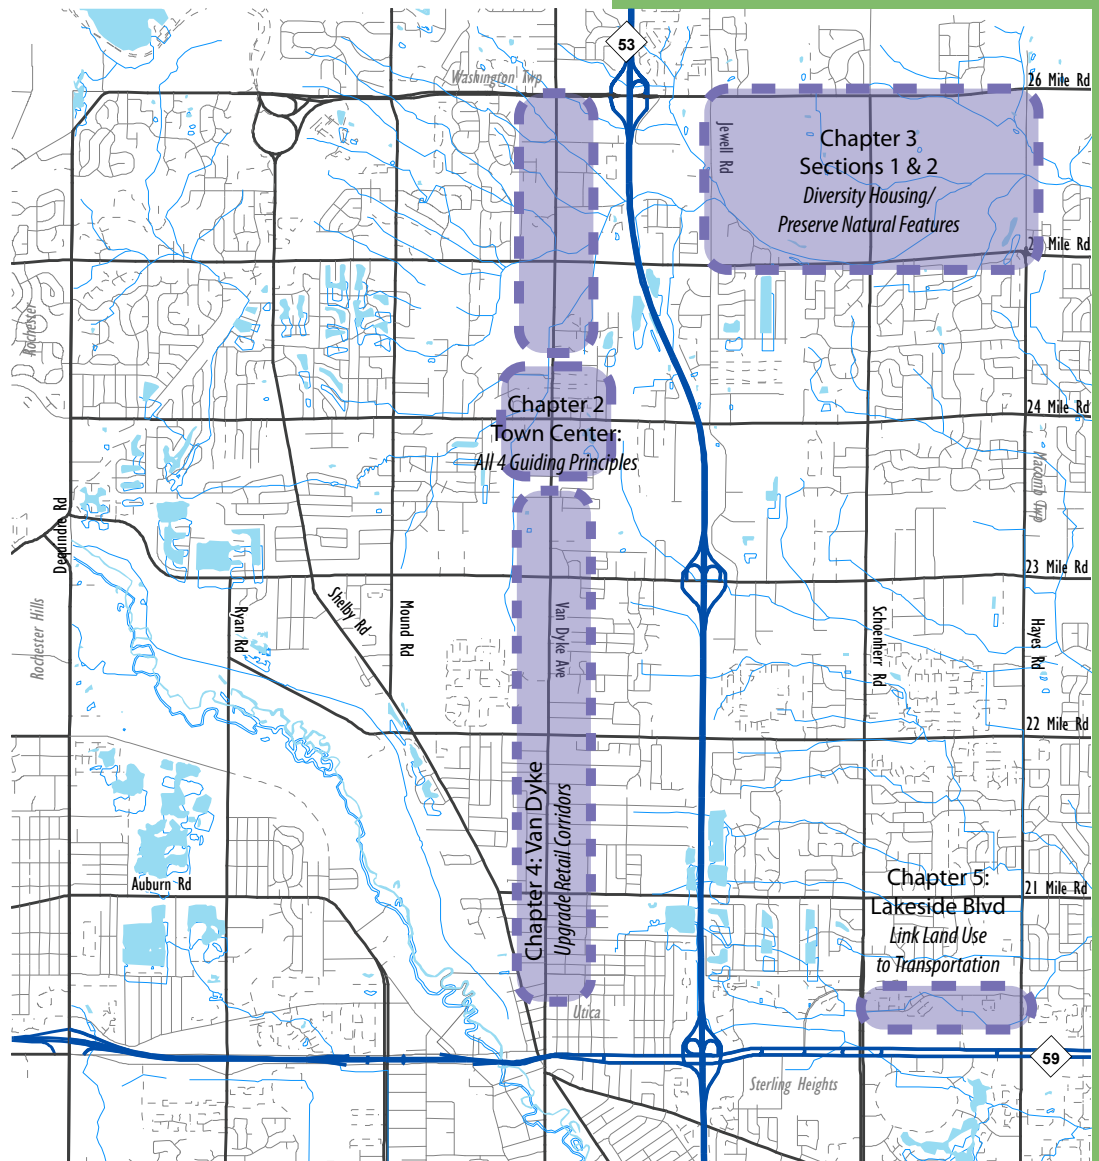 53
Washington Twp
26 Mile Rd
Jewell Rd
Chapter 3
Sections 1 & 2
Diversity Housing/
Preserve Natural Features
2 Mile Rd
Rochester
Chapter 2
Town Center:
All 4 Guiding Principles
24 Mile Rd
Macomb Twp
Dequindre Rd
23 Mile Rd
Rochester Hills
Ryan Rd
Shelby Rd
Mound Rd
Van Dyke Ave
Schoenherr Rd
Hayes Rd
22 Mile Rd
Chapter 4: Van Dyke
Upgrade Retail Corridors
Auburn Rd
21 Mile Rd
Chapter 5:
Lakeside Blvd
Link Land Use
to Transportation
Utica
59
Sterling Heights